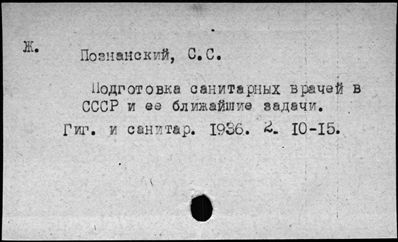 Ж.
Познанский, С.С.
Подготовка санитарных врачей в
СССР и ее ближайшие задачи.
Гиг. и санитар. 1936. 2. 10-15.